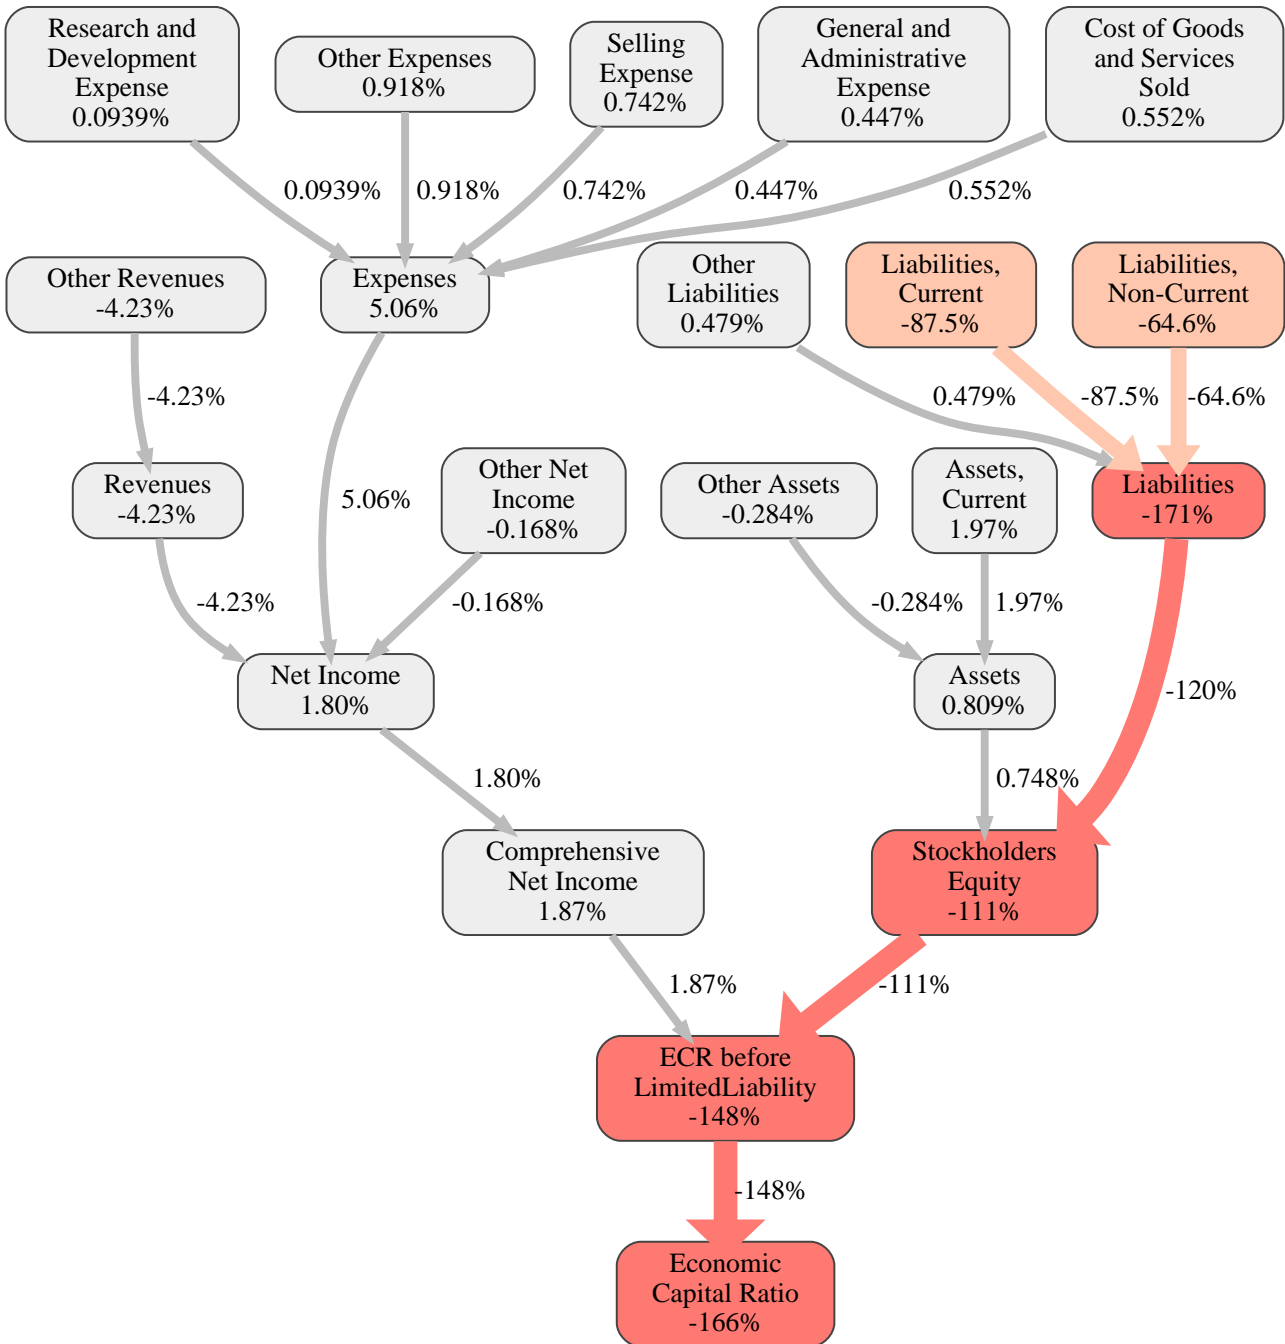 Research and
Development
Expense
0.0939%
Other Expenses
0.918%
Selling
Expense
0.742%
General and
Administrative
Expense
0.447%
Cost of Goods
and Services
Sold
0.552%
0.0939%
0.918%
0.742%
0.447%
0.552%
Other Revenues
-4.23%
Expenses
5.06%
Other
Liabilities
0.479%
Liabilities,
Current
-87.5%
Liabilities,
Non-Current
-64.6%
-4.23%
0.479%
-87.5%
-64.6%
Revenues
-4.23%
5.06%
Other Net
Income
-0.168%
Other Assets
-0.284%
Assets,
Current
1.97%
Liabilities
-171%
-4.23%
-0.168%
-0.284%
1.97%
Net Income
1.80%
Assets
0.809%
-120%
1.80%
0.748%
Comprehensive
Net Income
1.87%
Stockholders
Equity
-111%
1.87%
-111%
ECR before
LimitedLiability
-148%
-148%
Economic
Capital Ratio
-166%